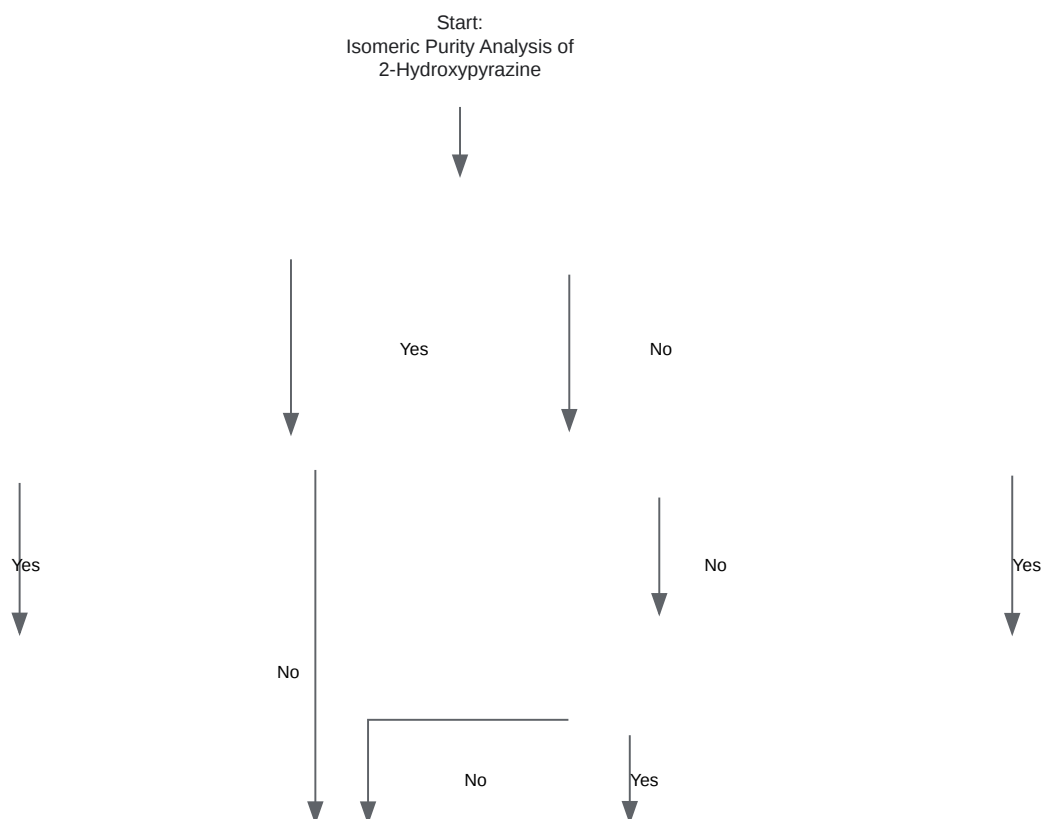 Start:
Isomeric Purity Analysis of
2-Hydroxypyrazine
Yes
No
Yes
No
Yes
No
No
Yes